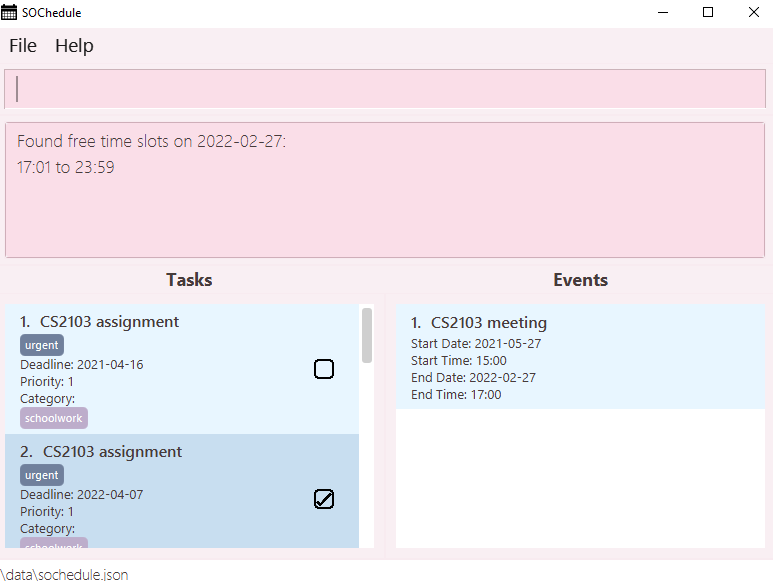 SOChedule
File Help
Found free time slots on 2022-02-27:
17:01 to 23:59
Tasks
1. CS2103 assignment
urgent
Deadline: 2021-04-16
Priority: 1
Category:
schoolwork
2. CS2103 assignment
urgent
Deadline: 2022-04-07
Priority: 1
Category:
schoolwork
Events
1. CS2103 meeting
Start Date: 2021-05-27
Start Time: 15:00
End Date: 2022-02-27
End Time: 17:00
\data\sochedule.json